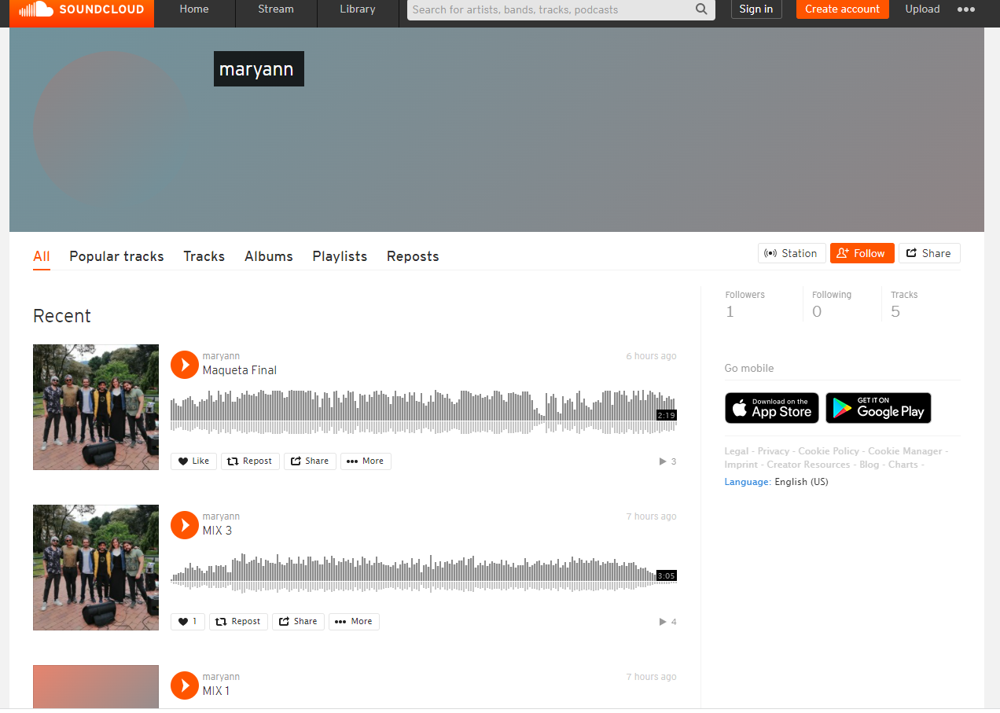 SOUNDCLOUD Home Stream Library Search for artists, bands, tracks, podcasts Sign in Create account Upload
maryann
All Popular tracks Tracks Albums Playlists Reposts Station Follow Share
Followers Following Tracks
1 0 5
Recent
maryann 6 hours ago
Maqueta Final
2:19
Like Repost Share More 3
Go mobile
Download on the App Store
GET IT ON Google Play
Legal - Privacy - Cookie Policy - Cookie Manager -
Imprint - Creator Resources - Blog - Charts -
Language: English (US)
maryann 7 hours ago
MIX 3
3:05
1 Repost Share More 4
maryann 7 hours ago
MIX 1